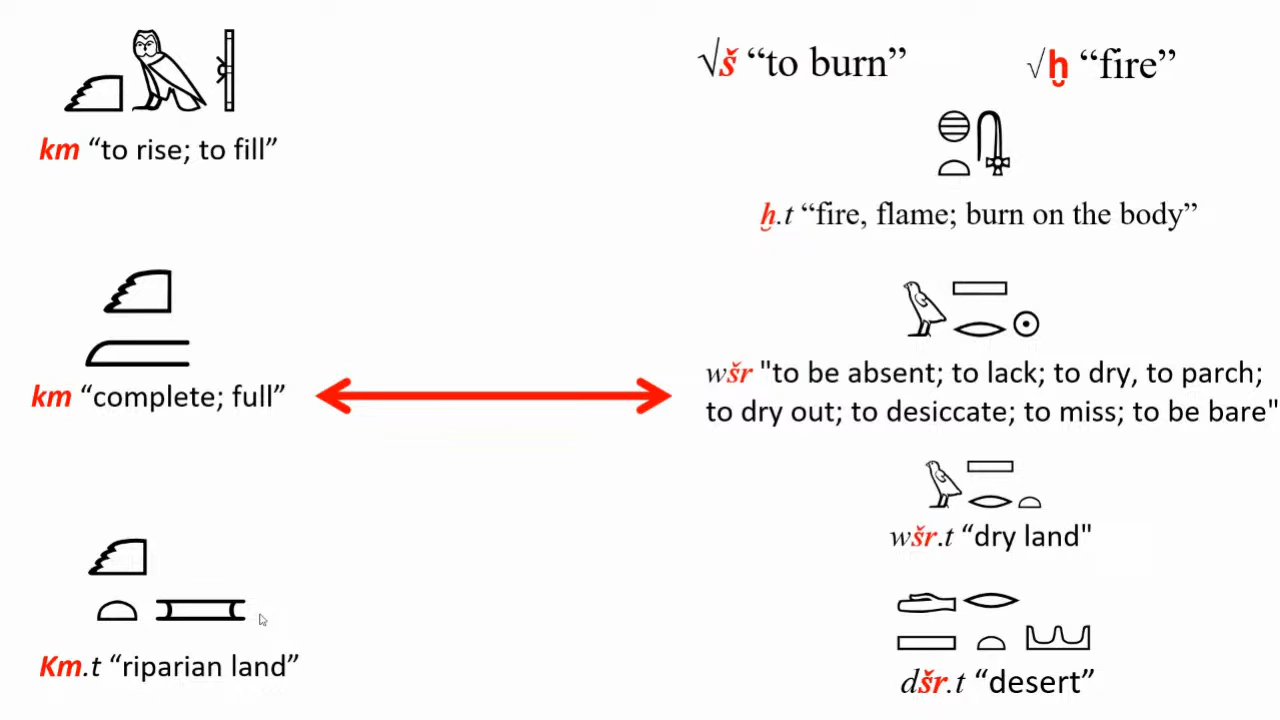 km “to rise; to fill”
km “complete; full”
Km.t “riparian land”
√š “to burn”
√ḫ “fire”
ḫ.t “fire, flame; burn on the body”
wšr "to be absent; to lack; to dry, to parch;
to dry out; to desiccate; to miss; to be bare"
wšr.t “dry land"
dšr.t “desert”